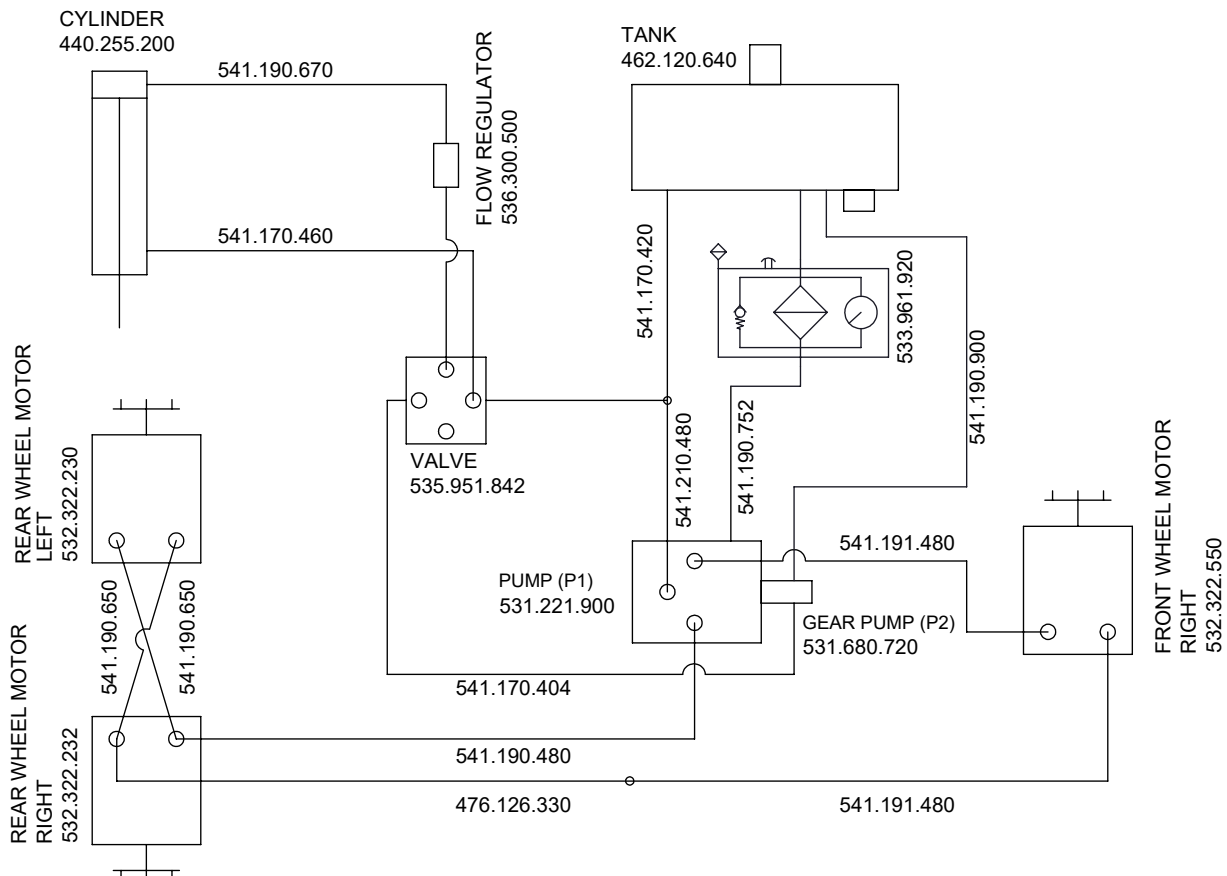 CYLINDER
440.255.200
541.190.670
FLOW REGULATOR
536.300.500
TANK
462.120.640
541.170.460
541.170.420
533.961.920
541.190.900
VALVE
535.951.842
541.210.480
541.190.752
REAR WHEEL MOTOR
LEFT
532.322.230
541.190.650
541.190.650
PUMP (P1)
531.221.900
541.191.480
GEAR PUMP (P2)
531.680.720
FRONT WHEEL MOTOR
RIGHT
532.322.550
541.170.404
REAR WHEEL MOTOR
RIGHT
532.322.232
541.190.480
476.126.330
541.191.480